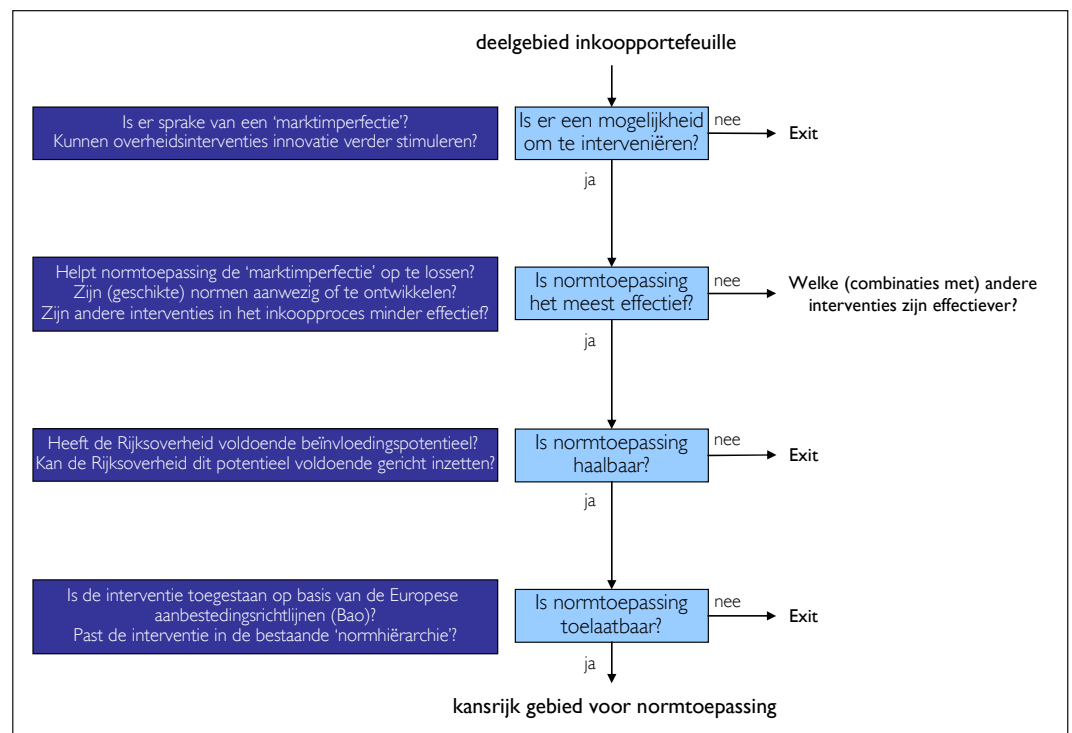 deelgebied inkoopportefeuille
Is er sprake van een ‘marktimperfectie’?
Kunnen overheidsinterventies innovatie verder stimuleren?
Is er een mogelijkheid
om te interveniëren?
nee
Exit
ja
Helpt normtoepassing de ‘marktimperfectie’ op te lossen?
Zijn (geschikte) normen aanwezig of te ontwikkelen?
Zijn andere interventies in het inkoopproces minder effectief?
Is normtoepassing
het meest effectief?
nee
Welke (combinaties met) andere
interventies zijn effectiever?
ja
Heeft de Rijksoverheid voldoende beïnvloedingspotentieel?
Kan de Rijksoverheid dit potentieel voldoende gericht inzetten?
Is normtoepassing
haalbaar?
nee
Exit
ja
Is de interventie toegestaan op basis van de Europese
aanbestedingsrichtlijnen (Bao)?
Past de interventie in de bestaande ‘normhiërarchie’?
Is normtoepassing
toelaatbaar?
nee
Exit
ja
kansrijk gebied voor normtoepassing